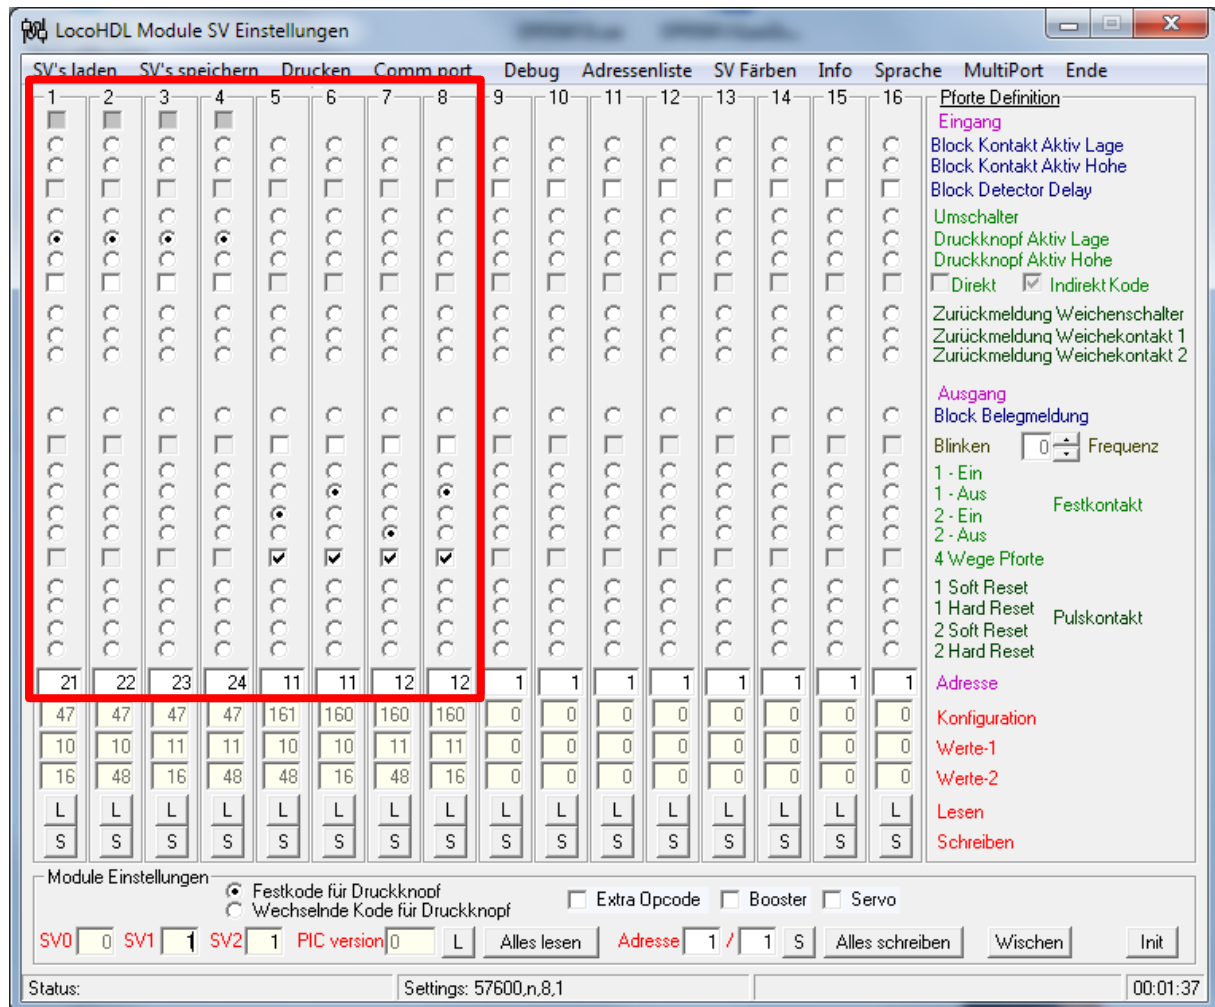 LocoHDL Module SV Einstellungen
SV's laden SV's speichern Drucken Comm port Debug Adressenliste SV Färben Info Sprache MultiPort Ende
1 2 3 4 5 6 7 8 9 10 11 12 13 14 15 16 Pforte Definition
Eingang
Block Kontakt Aktiv Lage
Block Kontakt Aktiv Hohe
Block Detector Delay
Umschalter
Druckknopf Aktiv Lage
Druckknopf Aktiv Hohe
Direkt Indirekt Kode
Zurückmeldung Weichenschalter
Zurückmeldung Weichekontakt 1
Zurückmeldung Weichekontakt 2
Ausgang
Block Belegmeldung
Blinken 0 Frequenz
1 - Ein
1 - Aus
2 - Ein
2 - Aus
Festkontakt
4 Wege Pforte
1 Soft Reset
1 Hard Reset
2 Soft Reset
2 Hard Reset
Pulskontakt
21 22 23 24 11 11 12 12 1 1 1 1 1 1 1 1 Adresse
47 47 47 47 161 160 160 160 0 0 0 0 0 0 0 0 Konfiguration
10 10 11 11 10 10 11 11 0 0 0 0 0 0 0 0 Werte-1
16 48 16 48 48 16 48 16 0 0 0 0 0 0 0 0 Werte-2
L L L L L L L L L L L L L L L L Lesen
S S S S S S S S S S S S S S S S Schreiben
Module Einstellungen
Festkode für Druckknopf
Wechselnde Kode für Druckknopf
Extra Opcode Booster Servo
SV0 0 SV1 1 SV2 1 PIC version 0 L Alles lesen Adresse 1 / 1 S Alles schreiben Wischen Init
Status: Settings: 57600,n,8,1 00:01:37